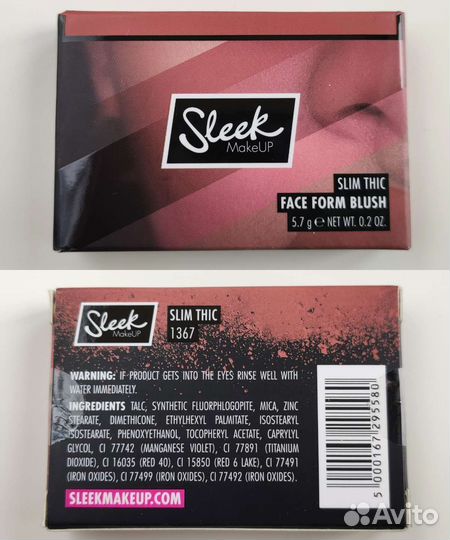 Sleek
MakeUP
SLIM THIC
FACE FORM BLUSH
5.7 g ℮ NET WT. 0.2 OZ.
Sleek
MakeUP
SLIM THIC
1367
WARNING: IF PRODUCT GETS INTO THE EYES RINSE WELL WITH
WATER IMMEDIATELY.
INGREDIENTS TALC, SYNTHETIC FLUORPHLOGOPITE, MICA, ZINC
STEARATE, DIMETHICONE, ETHYLHEXYL PALMITATE, ISOSTEARYL
ISOSTEARATE, PHENOXYETHANOL, TOCOPHERYL ACETATE, CAPRYLYL
GLYCOL, CI 77742 (MANGANESE VIOLET), CI 77891 (TITANIUM
DIOXIDE), CI 16035 (RED 40), CI 15850 (RED 6 LAKE), CI 77491
(IRON OXIDES), CI 77499 (IRON OXIDES), CI 77492 (IRON OXIDES).
SLEEKMAKEUP.COM
5 000167 295580
Avito